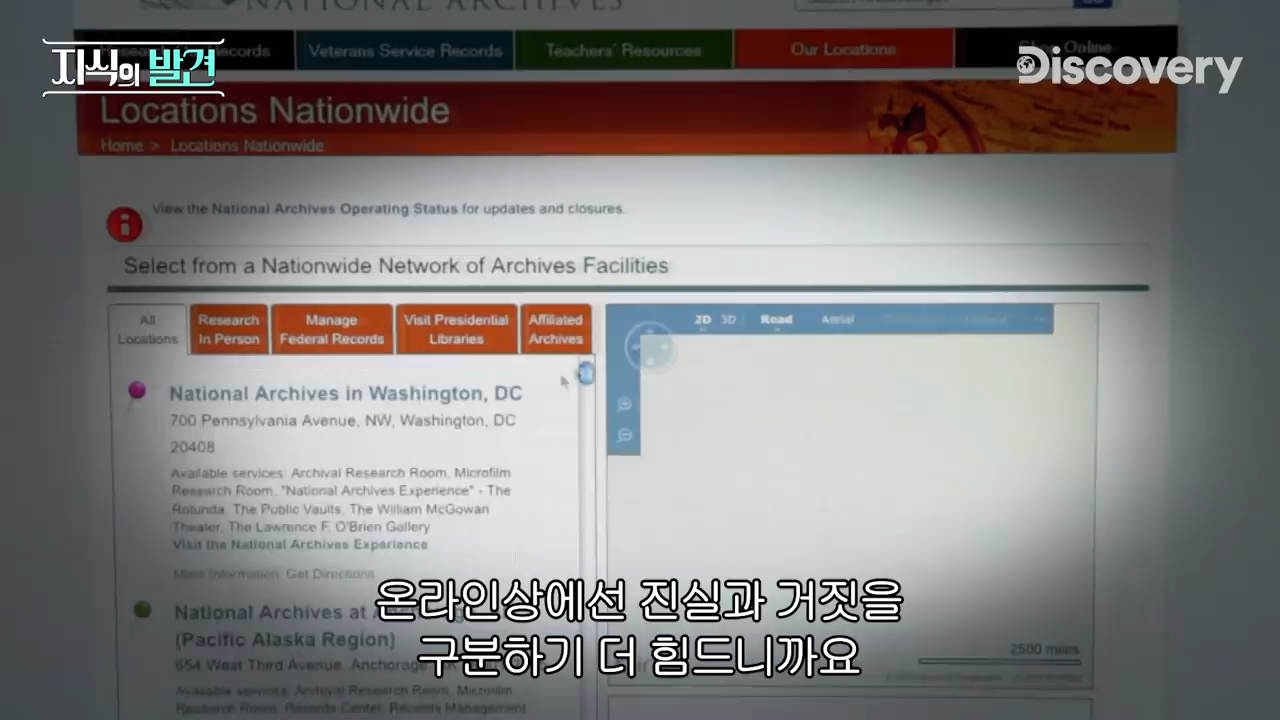 NATIONAL ARCHIVES
Records
Veterans Service Records
Teachers' Resources
Our Locations
Online
지식의 발견
Discovery
Locations Nationwide
Home > Locations Nationwide
View the National Archives Operating Status for updates and closures.
Select from a Nationwide Network of Archives Facilities
All
Locations
Research
In Person
Manage
Federal Records
Visit Presidential
Libraries
Affiliated
Archives
2D 3D Road Aerial
National Archives in Washington, DC
700 Pennsylvania Avenue, NW, Washington, DC
20408
Available services: Archival Research Room, Microfilm
Research Room, "National Archives Experience" - The
Rotunda, The Public Vaults, The William McGowan
Theater, The Lawrence F. O'Brien Gallery
Visit the National Archives Experience
More Information Get Directions
National Archives at
(Pacific Alaska Region)
654 West Third Avenue, Anchorage
Available services: Archival Research Room, Microfilm
Research Room, Records Center, Records Management
2500 miles
온라인상에선 진실과 거짓을
구분하기 더 힘드니까요